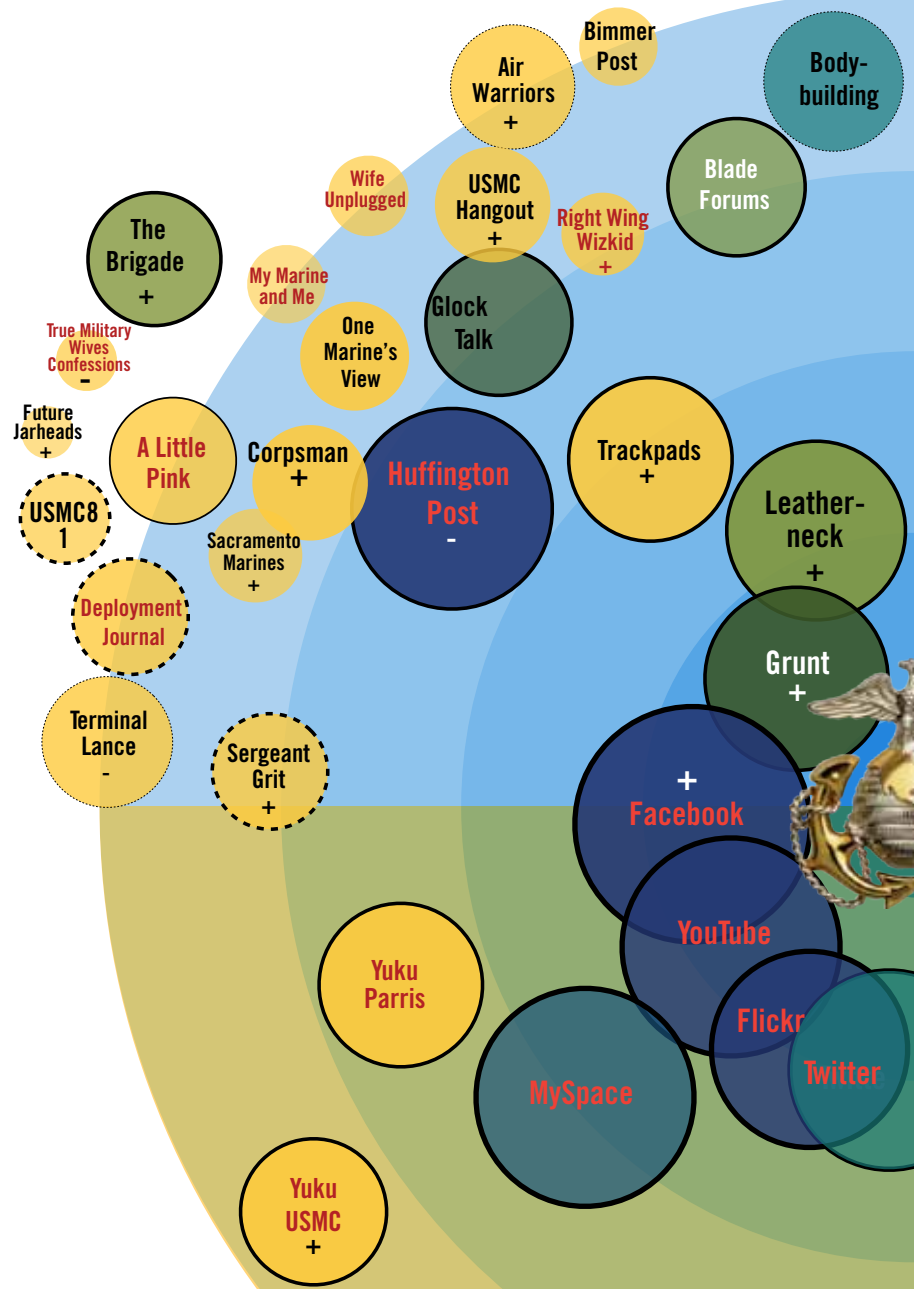 Bimmer
Post
Air
Warriors
+
Body-
building
Blade
Forums
Wife
Unplugged
USMC
Hangout
+
Right Wing
Wizkid
+
The
Brigade
+
My Marine
and Me
Glock
Talk
One
Marine's
View
True Military
Wives
Confessions
-
Future
Jarheads
+
A Little
Pink
Corpsman
+
Huffington
Post
-
Trackpads
+
Leather-
neck
+
USMC8
1
Sacramento
Marines
+
Deployment
Journal
Grunt
+
Terminal
Lance
-
Sergeant
Grit
+
+
Facebook
YouTube
Yuku
Parris
Flickr
Twitter
MySpace
Yuku
USMC
+